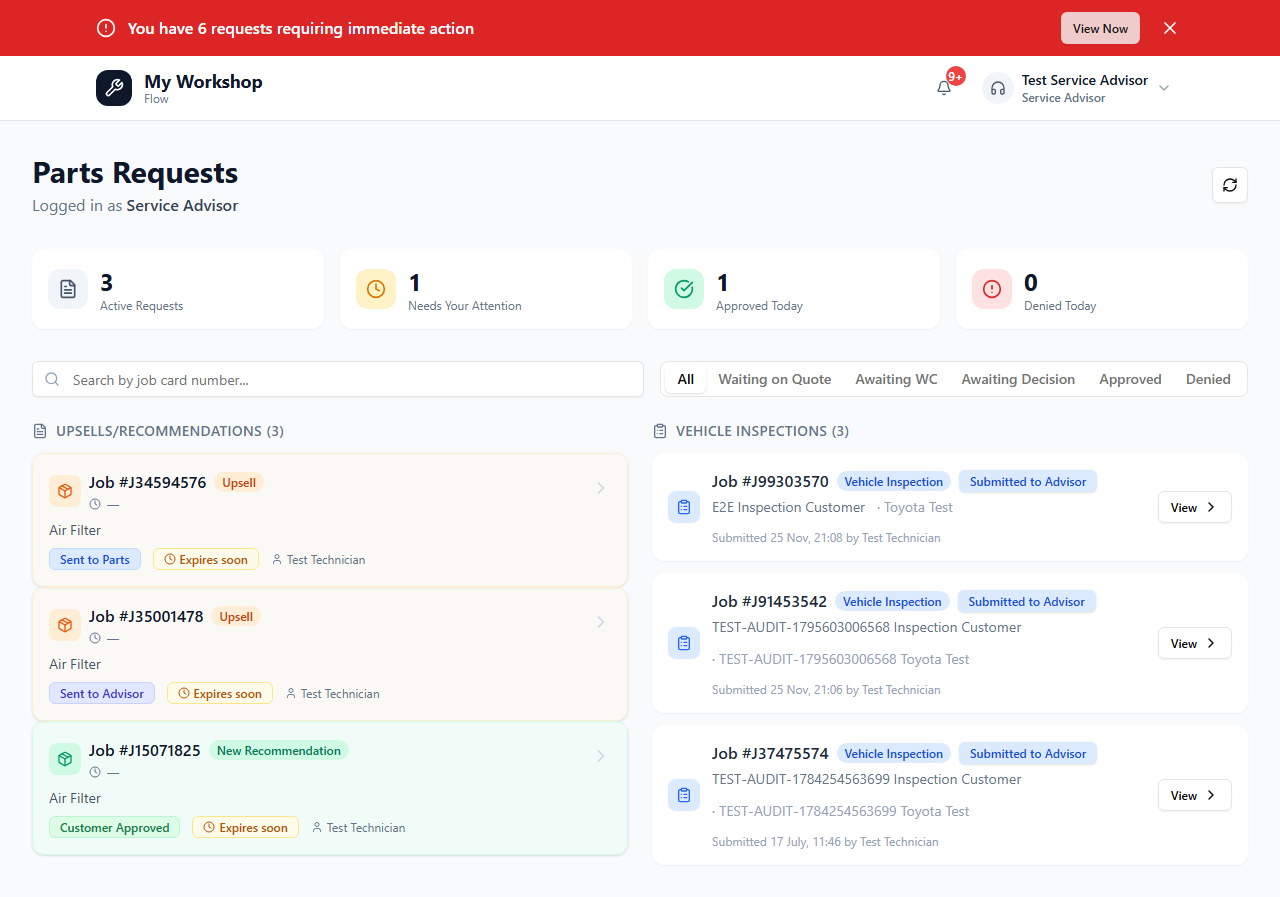 You have 6 requests requiring immediate action
View Now
My Workshop
Flow
9+
Test Service Advisor
Service Advisor
Parts Requests
Logged in as Service Advisor
3
Active Requests
1
Needs Your Attention
1
Approved Today
0
Denied Today
Search by job card number...
All Waiting on Quote Awaiting WC Awaiting Decision Approved Denied
UPSELLS/RECOMMENDATIONS (3)
Job #J34594576 Upsell
—
Air Filter
Sent to Parts Expires soon Test Technician
Job #J35001478 Upsell
—
Air Filter
Sent to Advisor Expires soon Test Technician
Job #J15071825 New Recommendation
—
Air Filter
Customer Approved Expires soon Test Technician
VEHICLE INSPECTIONS (3)
Job #J99303570 Vehicle Inspection Submitted to Advisor
E2E Inspection Customer · Toyota Test
Submitted 25 Nov, 21:08 by Test Technician
View
Job #J91453542 Vehicle Inspection Submitted to Advisor
TEST-AUDIT-1795603006568 Inspection Customer
· TEST-AUDIT-1795603006568 Toyota Test
Submitted 25 Nov, 21:06 by Test Technician
View
Job #J37475574 Vehicle Inspection Submitted to Advisor
TEST-AUDIT-1784254563699 Inspection Customer
· TEST-AUDIT-1784254563699 Toyota Test
Submitted 17 July, 11:46 by Test Technician
View